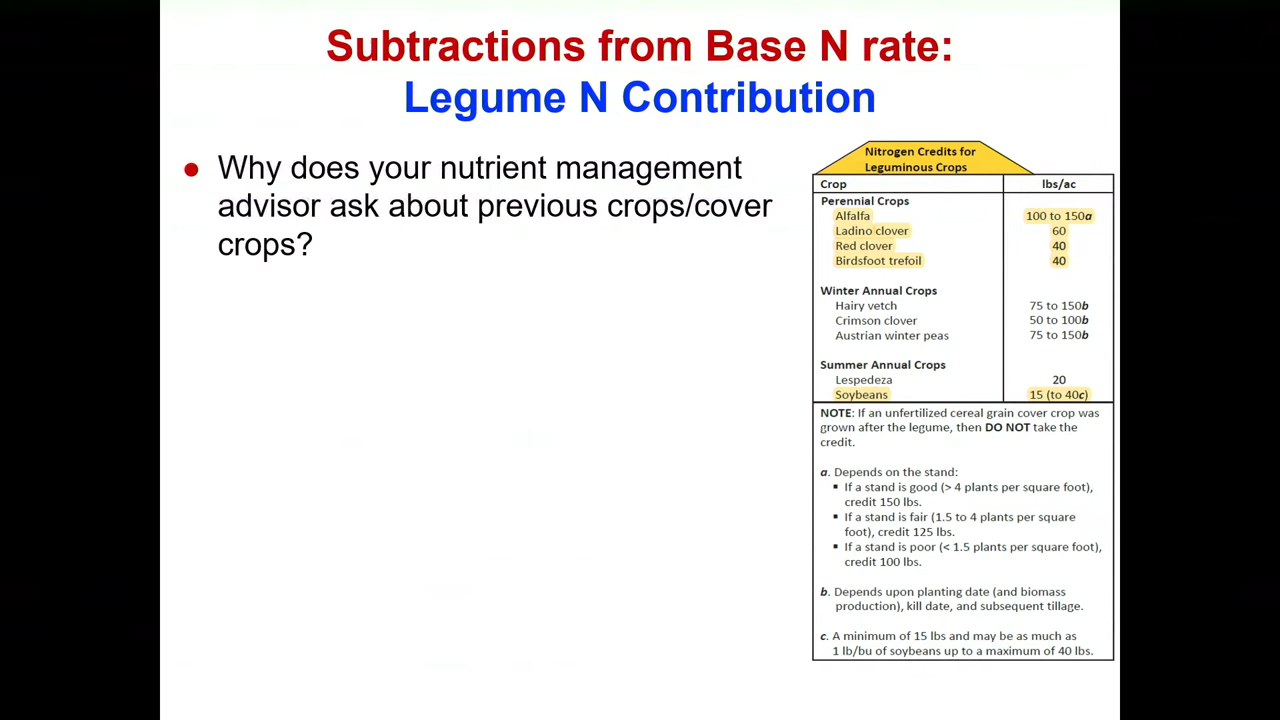 Subtractions from Base N rate:
Legume N Contribution
● Why does your nutrient management
advisor ask about previous crops/cover
crops?
Nitrogen Credits for
Leguminous Crops
Crop lbs/ac
Perennial Crops
Alfalfa 100 to 150a
Ladino clover 60
Red clover 40
Birdsfoot trefoil 40
Winter Annual Crops
Hairy vetch 75 to 150b
Crimson clover 50 to 100b
Austrian winter peas 75 to 150b
Summer Annual Crops
Lespedeza 20
Soybeans 15 (to 40c)
NOTE: If an unfertilized cereal grain cover crop was
grown after the legume, then DO NOT take the
credit.
a. Depends on the stand:
▪ If a stand is good (> 4 plants per square foot),
credit 150 lbs.
▪ If a stand is fair (1.5 to 4 plants per square
foot), credit 125 lbs.
▪ If a stand is poor (< 1.5 plants per square foot),
credit 100 lbs.
b. Depends upon planting date (and biomass
production), kill date, and subsequent tillage.
c. A minimum of 15 lbs and may be as much as
1 lb/bu of soybeans up to a maximum of 40 lbs.